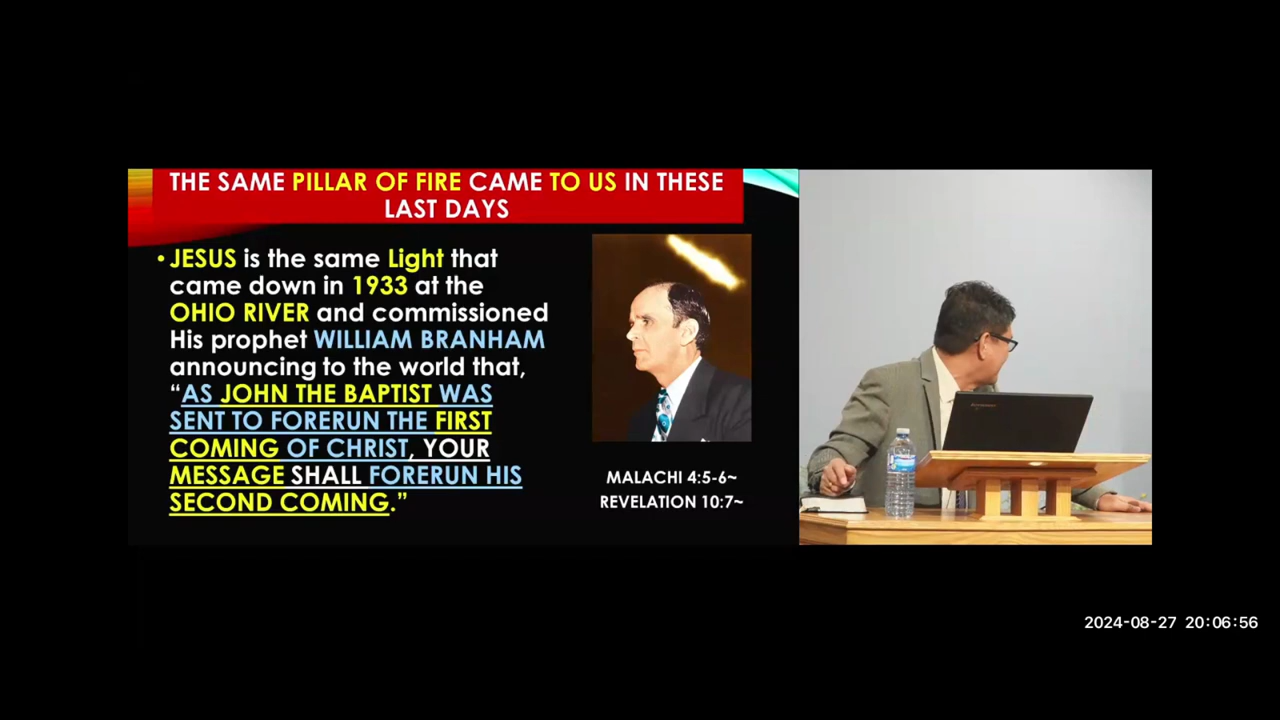 THE SAME PILLAR OF FIRE CAME TO US IN THESE
LAST DAYS
• JESUS is the same Light that
came down in 1933 at the
OHIO RIVER and commissioned
His prophet WILLIAM BRANHAM
announcing to the world that,
“AS JOHN THE BAPTIST WAS
SENT TO FORERUN THE FIRST
COMING OF CHRIST, YOUR
MESSAGE SHALL FORERUN HIS
SECOND COMING.”
MALACHI 4:5-6~
REVELATION 10:7~
2024-08-27 20:06:56